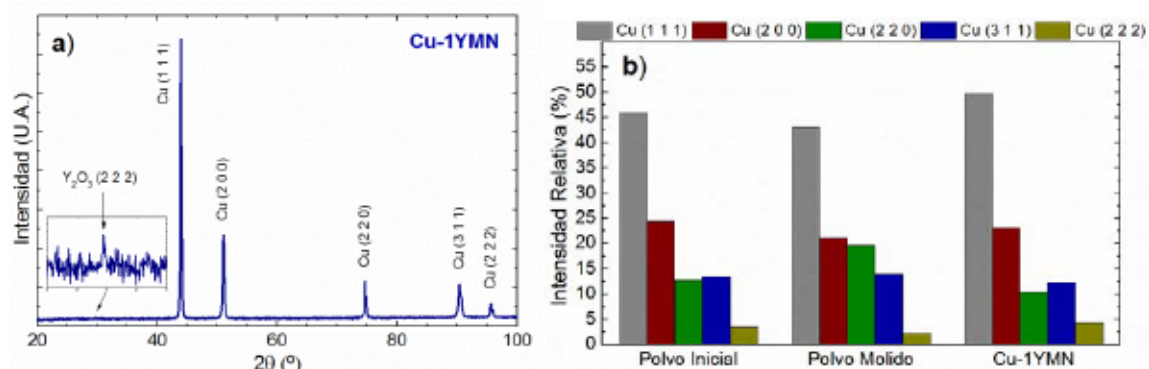 a)
Cu-1YMN
Cu (1 1 1)
Y2O3 (2 2 2)
Cu (2 0 0)
Cu (2 2 0)
Cu (3 1 1)
Cu (2 2 2)
Intensidad (U.A.)
20 40 60 80 100
2θ (º)
Cu (1 1 1) Cu (2 0 0) Cu (2 2 0) Cu (3 1 1) Cu (2 2 2)
b)
Intensidad Relativa (%)
55
50
45
40
35
30
25
20
15
10
5
0
Polvo Inicial Polvo Molido Cu-1YMN